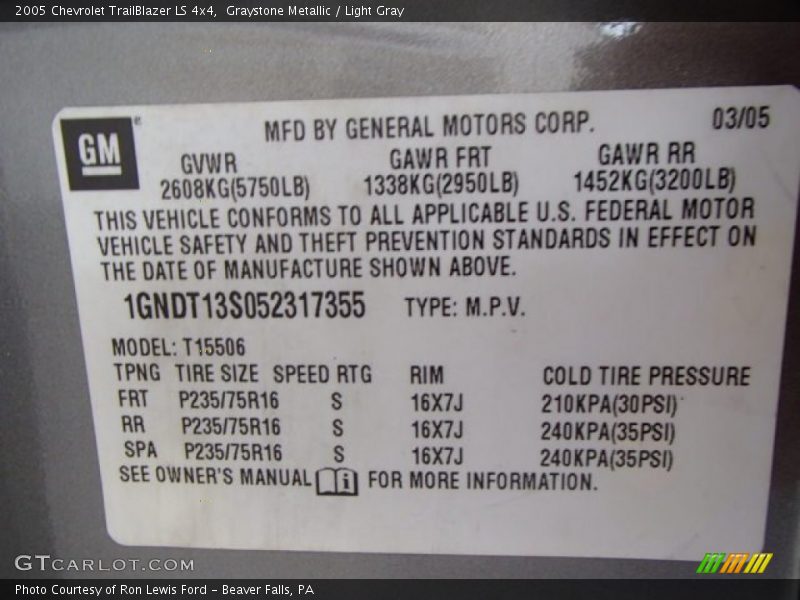 2005 Chevrolet TrailBlazer LS 4x4,  Graystone Metallic / Light Gray
GM® MFD BY GENERAL MOTORS CORP. 03/05
GVWR GAWR FRT GAWR RR
2608KG(5750LB) 1338KG(2950LB) 1452KG(3200LB)
THIS VEHICLE CONFORMS TO ALL APPLICABLE U.S. FEDERAL MOTOR
VEHICLE SAFETY AND THEFT PREVENTION STANDARDS IN EFFECT ON
THE DATE OF MANUFACTURE SHOWN ABOVE.
1GNDT13S052317355 TYPE: M.P.V.
MODEL: T15506
TPNG TIRE SIZE SPEED RTG RIM COLD TIRE PRESSURE
FRT P235/75R16 S 16X7J 210KPA(30PSI)
RR P235/75R16 S 16X7J 240KPA(35PSI)
SPA P235/75R16 S 16X7J 240KPA(35PSI)
SEE OWNER'S MANUAL i FOR MORE INFORMATION.
GTCARLOT.COM
Photo Courtesy of Ron Lewis Ford – Beaver Falls, PA